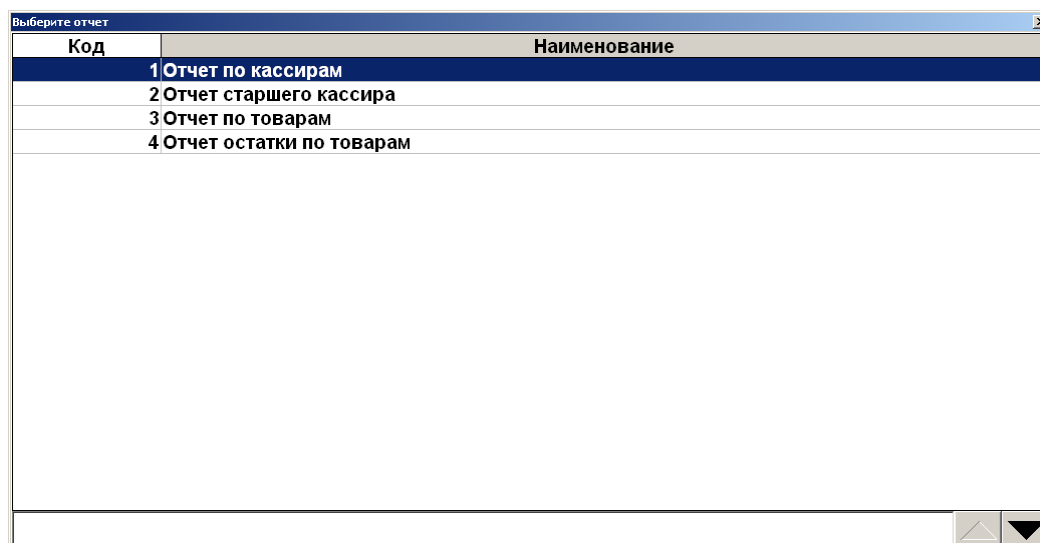 Выберите отчет
Код Наименование
1 Отчет по кассирам
2 Отчет старшего кассира
3 Отчет по товарам
4 Отчет остатки по товарам